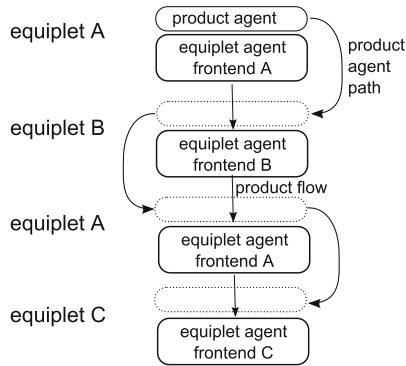 product agent
equiplet A
equiplet agent
frontend A
product
agent
path
equiplet B
equiplet agent
frontend B
product flow
equiplet A
equiplet agent
frontend A
equiplet C
equiplet agent
frontend C